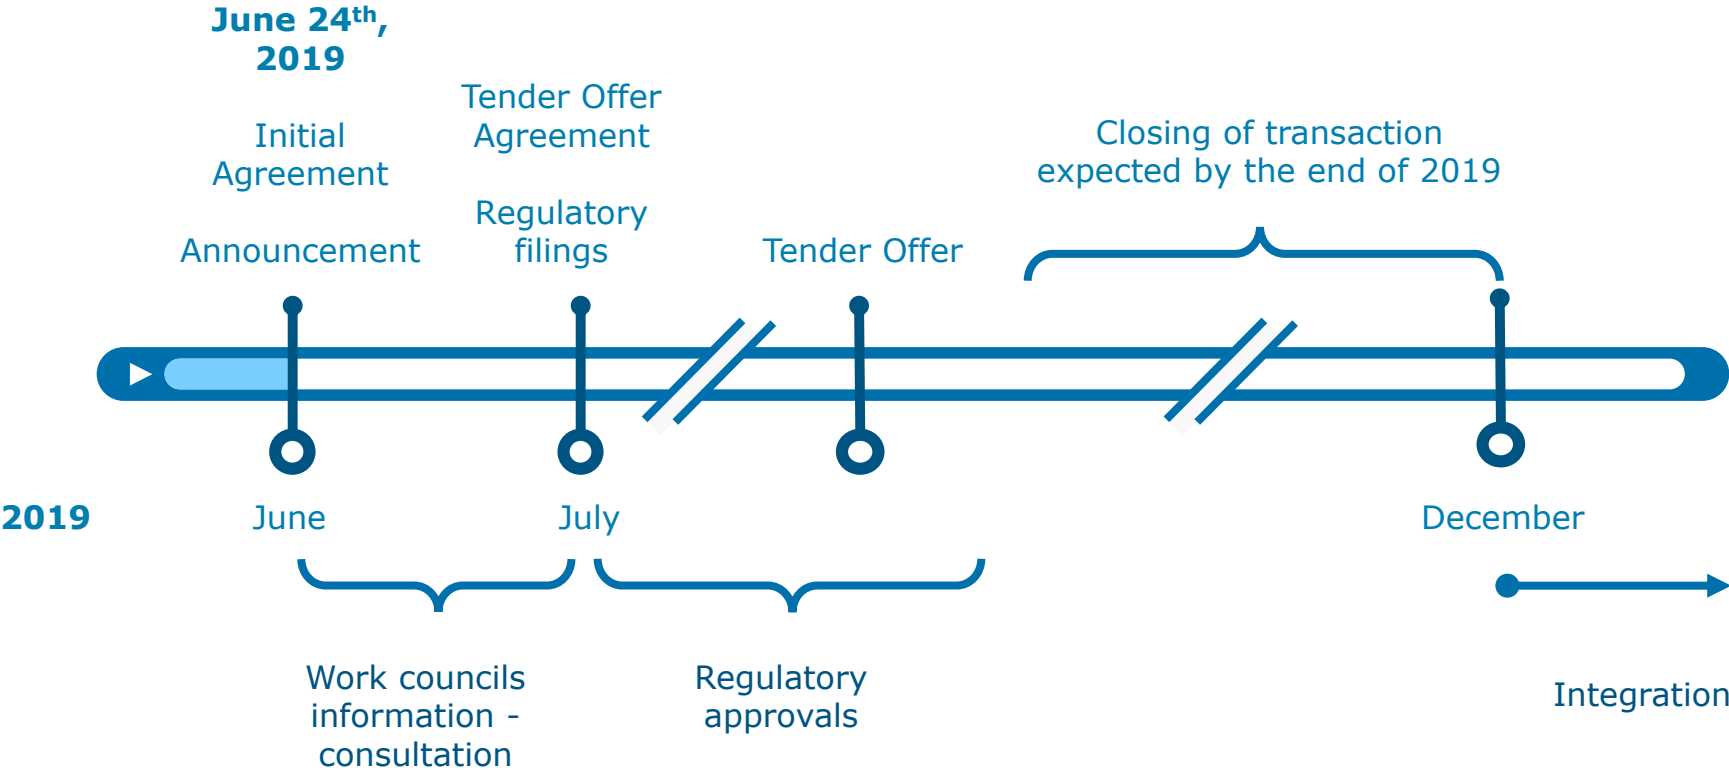 June 24th,
2019
Initial
Agreement
Announcement
Tender Offer
Agreement
Regulatory
filings
Tender Offer
Closing of transaction
expected by the end of 2019
2019
June
July
December
Work councils
information -
consultation
Regulatory
approvals
Integration